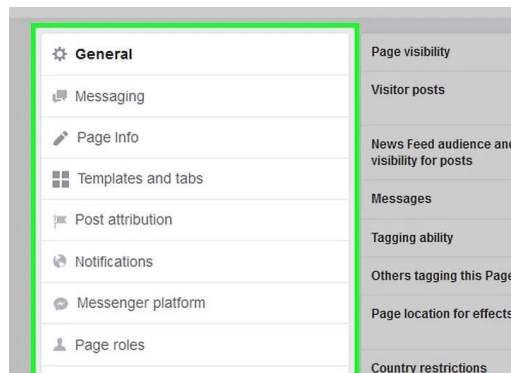 General
Messaging
Page Info
Templates and tabs
Post attribution
Notifications
Messenger platform
Page roles
Page visibility
Visitor posts
News Feed audience and
visibility for posts
Messages
Tagging ability
Others tagging this Page
Page location for effects
Country restrictions